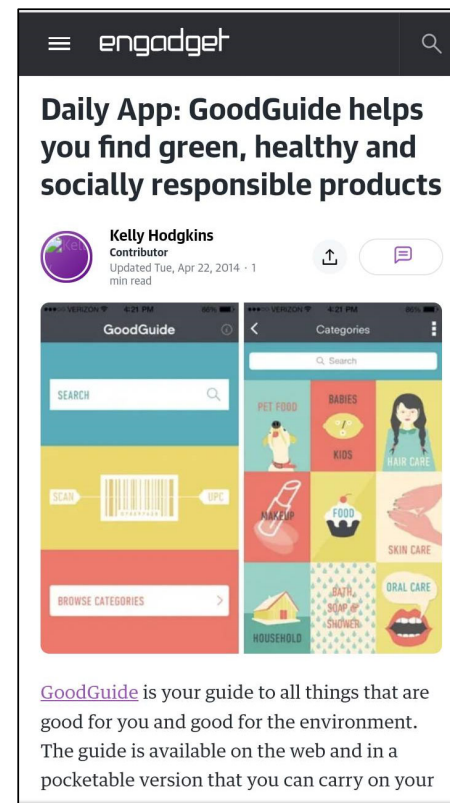 engadget
Daily App: GoodGuide helps
you find green, healthy and
socially responsible products
Kelly Hodgkins
Contributor
Updated Tue, Apr 22, 2014 · 1
min read
VERIZON 4:21 PM
GoodGuide
SEARCH
SCAN
UPC
BROWSE CATEGORIES
VERIZON 4:21 PM
Categories
Search
PET FOOD
BABIES
KIDS
HAIR CARE
MAKEUP
FOOD
SKIN CARE
HOUSEHOLD
BATH,
SOAP &
SHOWER
ORAL CARE
GoodGuide is your guide to all things that are
good for you and good for the environment.
The guide is available on the web and in a
pocketable version that you can carry on your